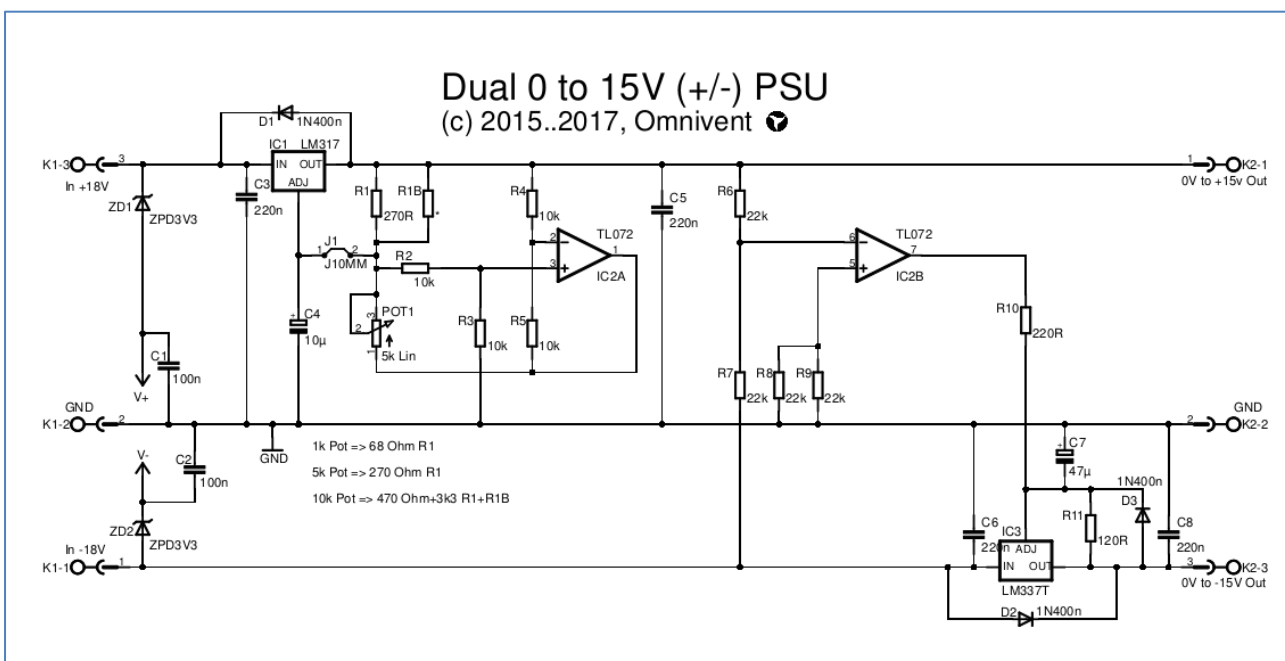 Dual 0 to 15V (+/-) PSU
(c) 2015..2017, Omnivent
D1
1N400n
IC1
LM317
IN
OUT
ADJ
K1-3
3
In +18V
ZD1
ZPD3V3
C3
220n
R1
270R
R1B
*
R4
10k
C5
220n
R6
22k
1
K2-1
0V to +15v Out
J1
1
2
J10MM
R2
10k
TL072
2
3
1
IC2A
TL072
6
5
7
IC2B
C4
+
10µ
POT1
3
2
1
5k Lin
R3
10k
R5
10k
R10
220R
C1
100n
V+
R7
22k
R8
22k
R9
22k
GND
K1-2
2
GND
2
K2-2
GND
V-
C2
100n
1k Pot => 68 Ohm R1
5k Pot => 270 Ohm R1
10k Pot => 470 Ohm+3k3 R1+R1B
C7
+
47µ
1N400n
D3
ZD2
ZPD3V3
In -18V
K1-1
1
C6
220n
IC3
ADJ
IN
OUT
LM337T
R11
120R
C8
220n
3
K2-3
0V to -15V Out
D2
1N400n